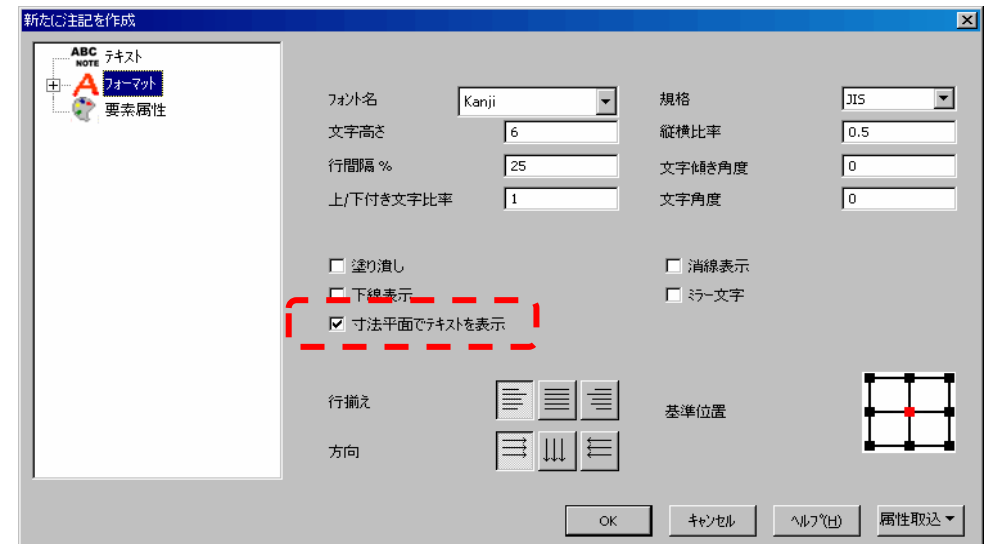 新たに注記を作成
ABC NOTE テキスト
フォーマット
要素属性
フォント名 Kanji 規格 JIS
文字高さ 6 縦横比率 0.5
行間隔 % 25 文字傾き角度 0
上/下付き文字比率 1 文字角度 0
塗り潰し 消線表示
下線表示 ミラー文字
寸法平面でテキストを表示
行揃え 基準位置
方向
OK キャンセル ヘルプ(H) 属性取込